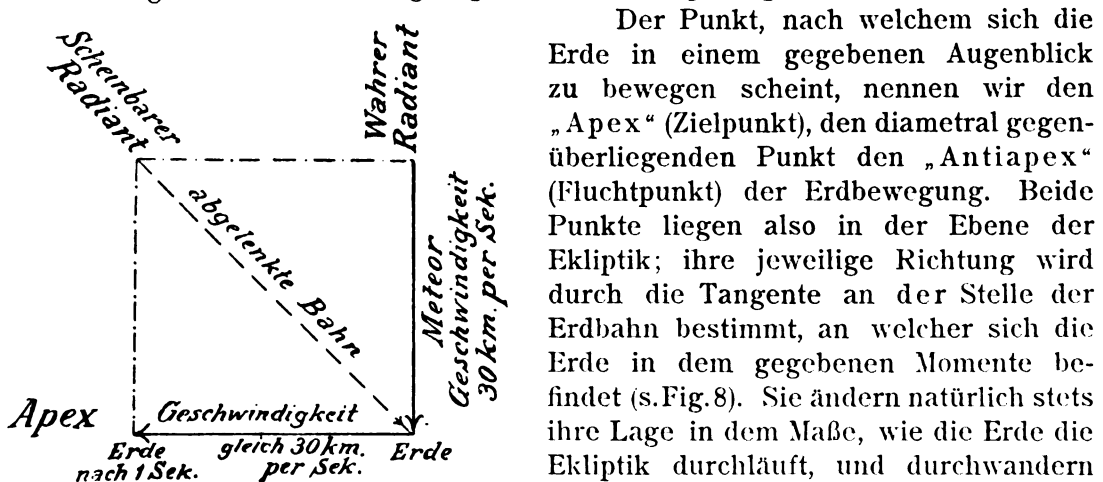 Scheinbarer
Radiant
Wahrer
Radiant
abgelenkte Bahn
Meteor
Geschwindigkeit
30 km. per Sek.
Apex
Geschwindigkeit
gleich 30 km.
per Sek.
Erde
nach 1 Sek.
Erde
Der Punkt, nach welchem sich die
Erde in einem gegebenen Augenblick
zu bewegen scheint, nennen wir den
„Apex“ (Zielpunkt), den diametral gegen-
überliegenden Punkt den „Antiapex“
(Fluchtpunkt) der Erdbewegung. Beide
Punkte liegen also in der Ebene der
Ekliptik; ihre jeweilige Richtung wird
durch die Tangente an der Stelle der
Erdbahn bestimmt, an welcher sich die
Erde in dem gegebenen Momente be-
findet (s. Fig. 8). Sie ändern natürlich stets
ihre Lage in dem Maße, wie die Erde die
Ekliptik durchläuft, und durchwandern